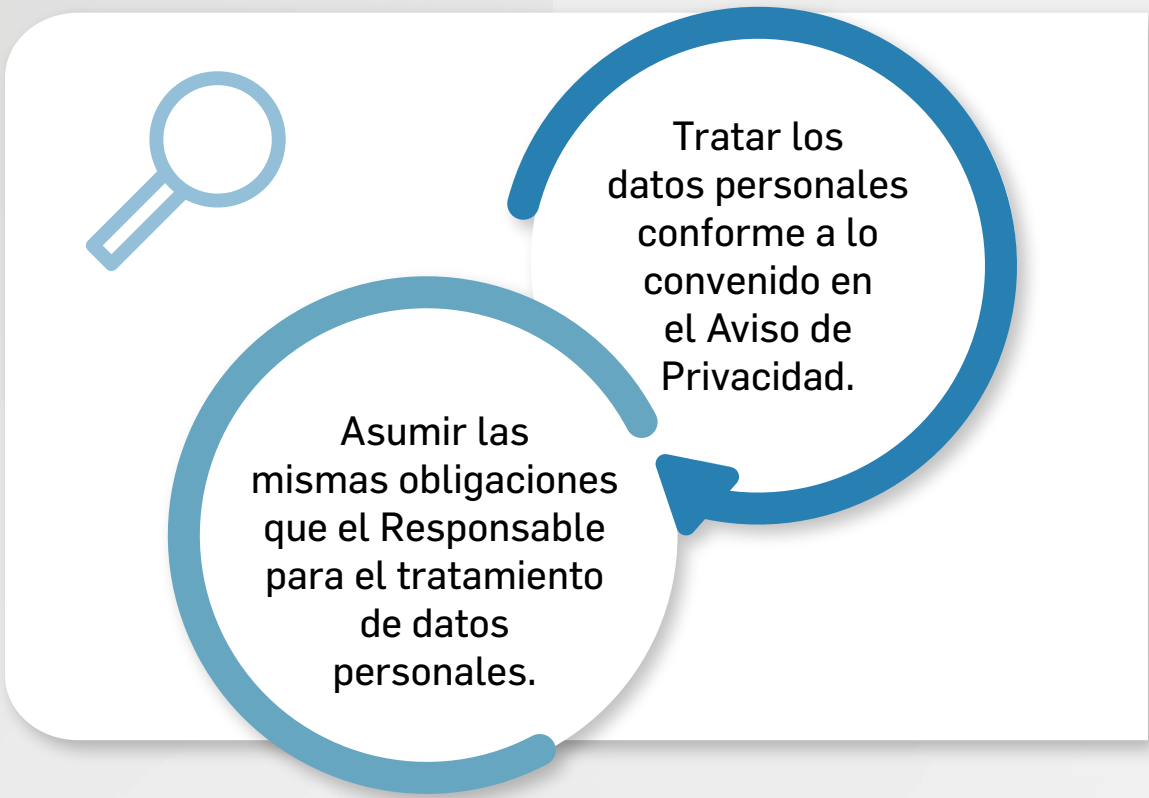 Tratar los
datos personales
conforme a lo
convenido en
el Aviso de
Privacidad.
Asumir las
mismas obligaciones
que el Responsable
para el tratamiento
de datos
personales.